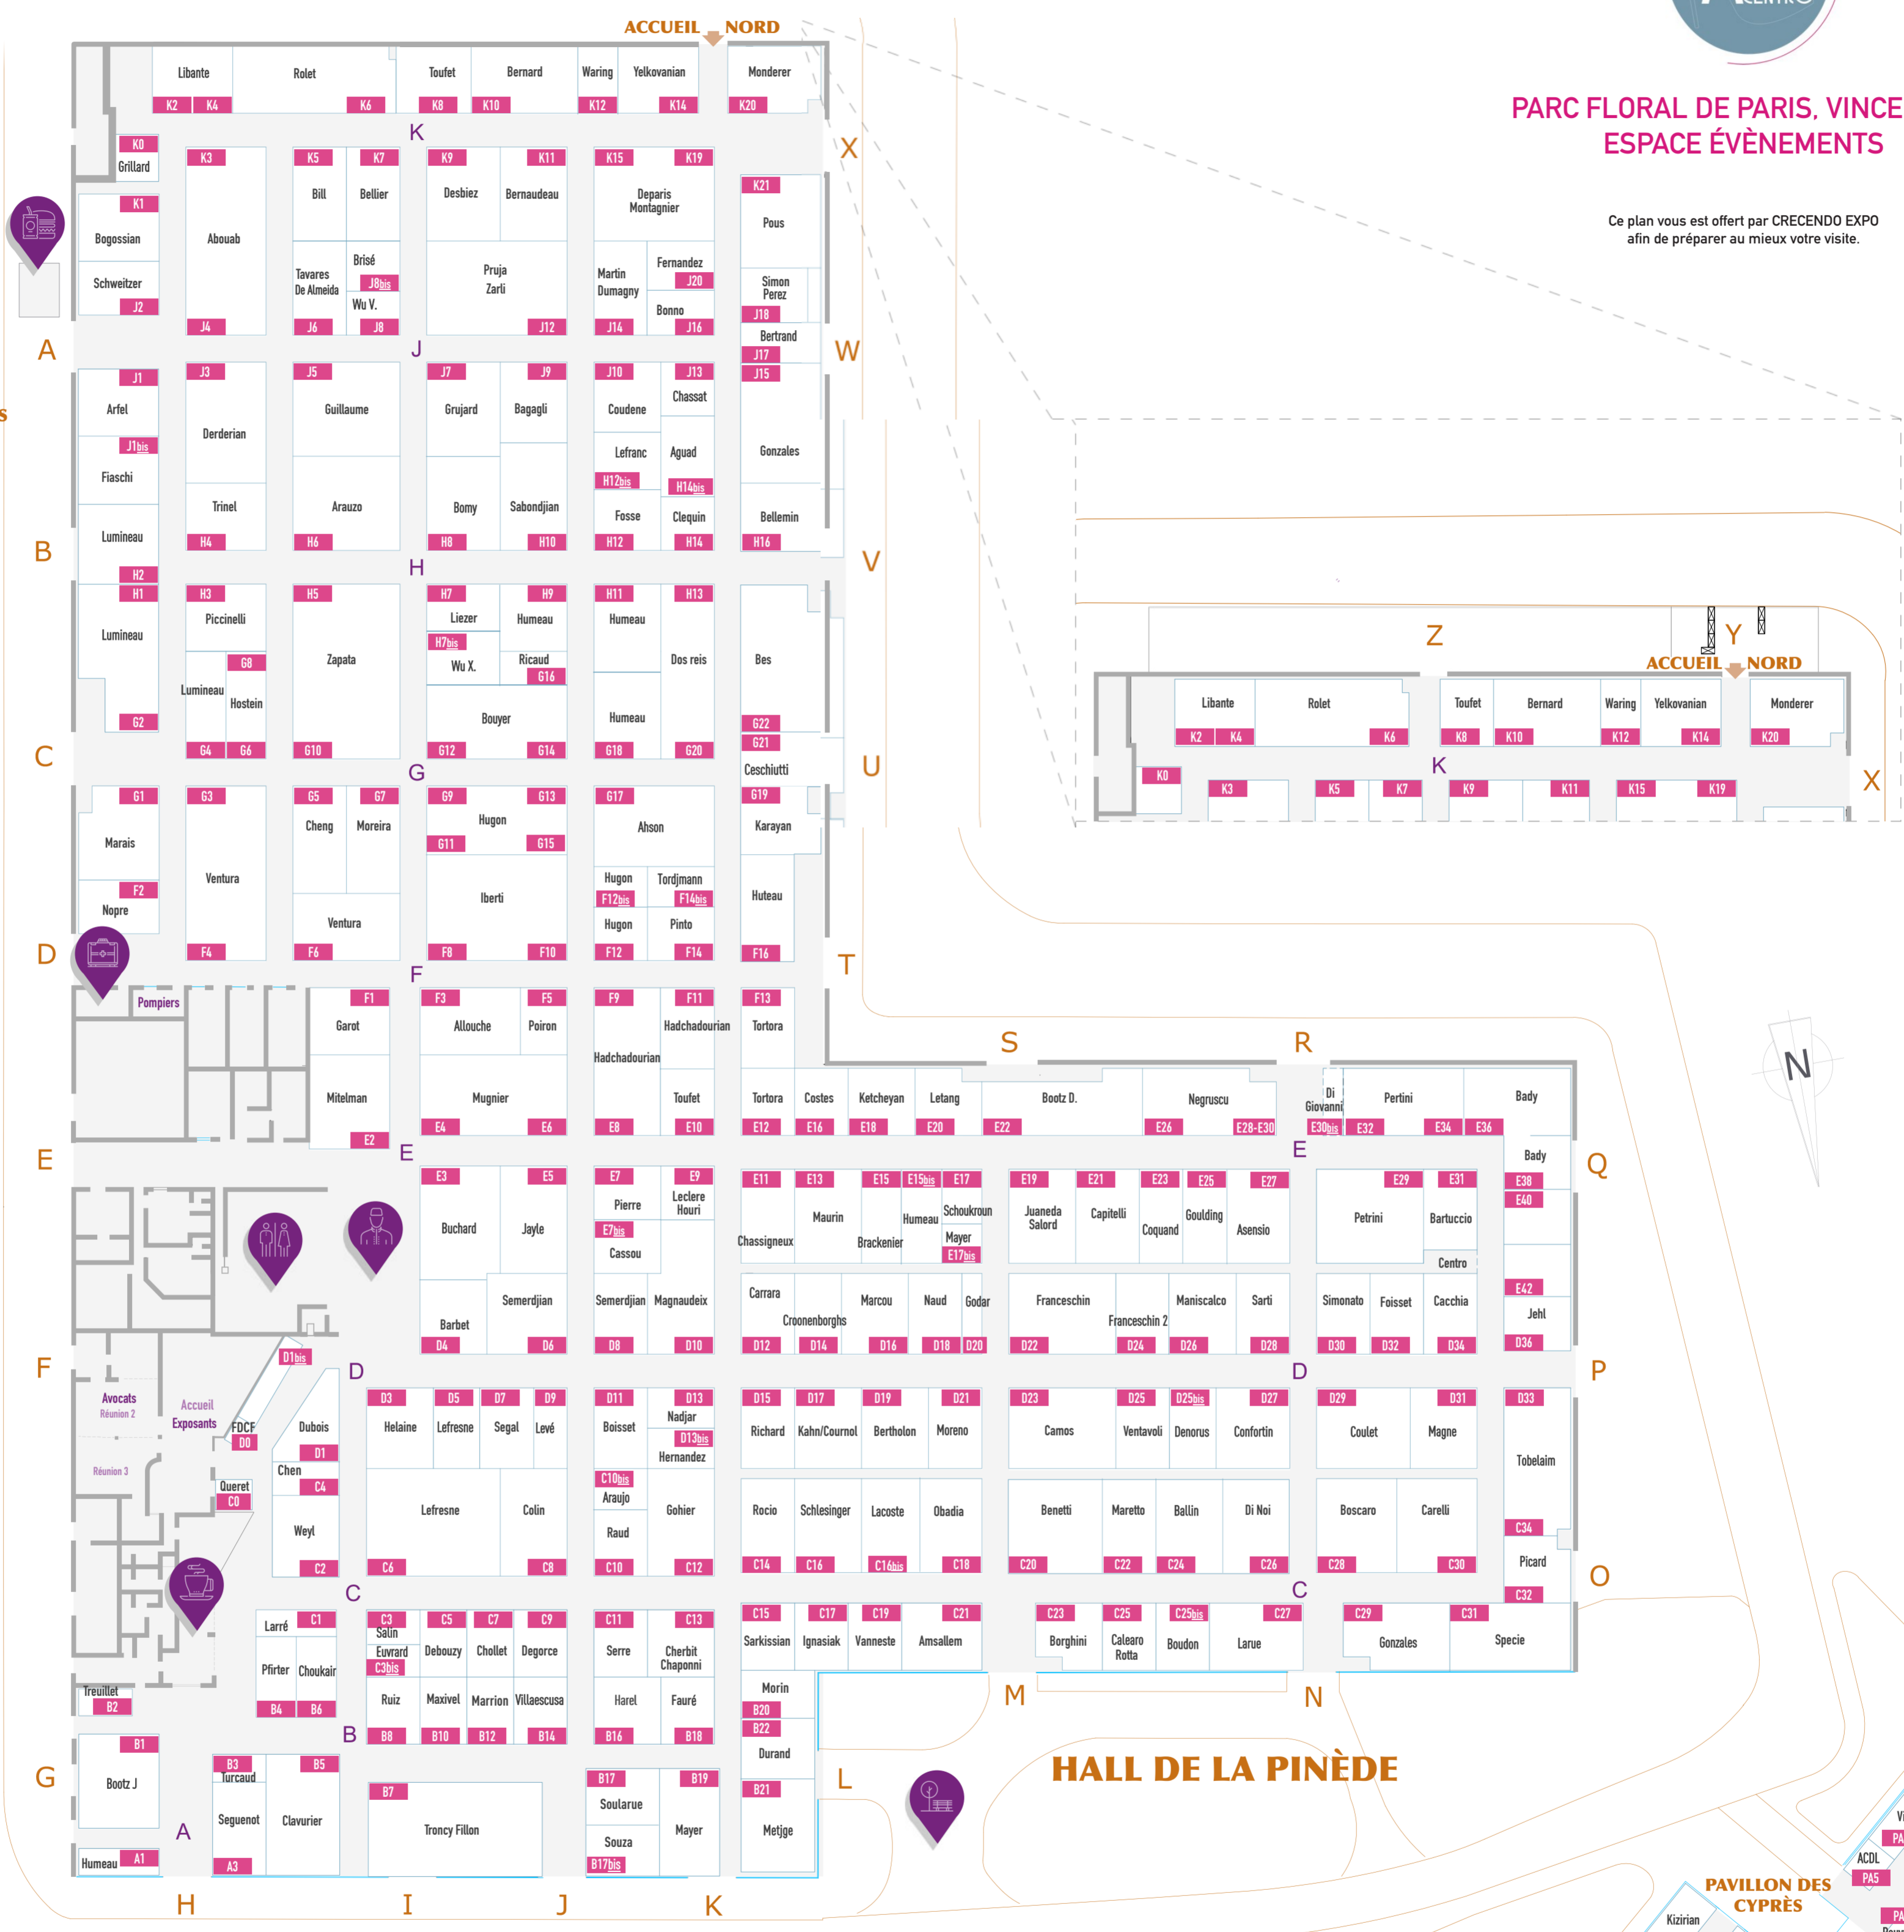 CENTRO
ACCUEIL NORD
PARC FLORAL DE PARIS, VINCE
ESPACE ÉVÈNEMENTS
Ce plan vous est offert par CRECENDO EXPO
afin de préparer au mieux votre visite.
Libante Rolet Toufet Bernard Waring Yelkovanian Monderer
K2 K4 K6 K8 K10 K12 K14 K20
K
X
K0
Grillard
K3 K5 K7 K9 K11 K15 K19
K21
K1
Bill Bellier Desbiez Bernaudeau Deparis
Montagnier
Pous
Bogossian Abouab
Schweitzer
J2
Tavares
De Almeida
Brisé
J8bis
Wu V.
Pruja
Zarli
Martin
Dumagny
Fernandez
J20
Bonno
Simon
Perez
J18
J4 J6 J8 J12 J14 J16
Bertrand
J17
A J W
J1 J3 J5 J7 J9 J10 J13 J15
Arfel Derderian Guillaume Grujard Bagagli Coudene Chassat
J1bis
Fiaschi
Lefranc Aguad Gonzales
H12bis H14bis
Lumineau Trinel Arauzo Bomy Sabondjian Fosse Clequin Bellemin
H2 H4 H6 H8 H10 H12 H14 H16
B H V
H1 H3 H5 H7 H9 H11 H13
Lumineau Piccinelli Liezer Humeau Humeau
H7bis
G8
Zapata Wu X. Ricaud Dos reis Bes
G16
Lumineau Hostein Bouyer Humeau
G2 G4 G6 G10 G12 G14 G18 G20 G22
G21
C G Ceschiutti U
G1 G3 G5 G7 G9 G13 G17 G19
Cheng Moreira Hugon Ahson Karayan
Marais G11 G15
Ventura Hugon Tordjmann
F2 F12bis F14bis
Nopre Ventura Iberti Hugon Pinto Huteau
F4 F6 F8 F10 F12 F14 F16
D F T
Z Y
ACCUEIL NORD
Libante Rolet Toufet Bernard Waring Yelkovanian Monderer
K2 K4 K6 K8 K10 K12 K14 K20
K
K0 K3 K5 K7 K9 K11 K15 K19 X
Pompiers
F1 F3 F5 F9 F11 F13
Garot Allouche Poiron Hadchadourian Tortora
Hadchadourian
S R
N
Mitelman Mugnier Toufet Tortora Costes Ketcheyan Letang Bootz D. Negruscu Di
Giovanni Pertini Bady
E2 E4 E6 E8 E10 E12 E16 E18 E20 E22 E26 E28-E30 E30bis E32 E34 E36
E E E Q
Bady
E38
E40
E3 E5 E7 E9 E11 E13 E15 E15bis E17 E19 E21 E23 E25 E27 E29 E31
Buchard Jayle Pierre Leclere
Houri
E7bis
Cassou
Chassigneux Maurin Brackenier Humeau Schoukroun
Mayer
E17bis
Juaneda
Salord Capitelli Coquand Goulding Asensio Petrini Bartuccio
Centro
E42
Barbet Semerdjian Semerdjian Magnaudeix Carrara Croonenborghs Marcou Naud Godar Franceschin Franceschin 2 Maniscalco Sarti Simonato Foisset Cacchia Jehl
D4 D6 D8 D10 D12 D14 D16 D18 D20 D22 D24 D26 D28 D30 D32 D34 D36
D1bis
F D D P
Avocats
Réunion 2
Accueil
Exposants
Réunion 3
FDCF
D0
Dubois
D1
Chen
C4
Queret
C0
Weyl
C2
D3 D5 D7 D9 D11 D13 D15 D17 D19 D21 D23 D25 D25bis D27 D29 D31 D33
Helaine Lefresne Segal Levé Boisset Nadjar
D13bis
Hernandez
Richard Kahn/Cournol Bertholon Moreno Camos Ventavoli Denorus Confortin Coulet Magne Tobelaim
C10bis
Araujo
Lefresne Colin Raud Gohier Rocio Schlesinger Lacoste Obadia Benetti Maretto Ballin Di Noi Boscaro Carelli
C34
C6 C8 C10 C12 C14 C16 C16bis C18 C20 C22 C24 C26 C28 C30
Picard
C32
C C O
C1 C3 C5 C7 C9 C11 C13 C15 C17 C19 C21 C23 C25 C25bis C27 C29 C31
Larré Salin
Euvrard
C3bis
Debouzy Chollet Degorce Serre Cherbit
Chaponni
Sarkissian Ignasiak Vanneste Amsallem Borghini Calearo
Rotta
Boudon Larue Gonzales Specie
Pfirter Choukair
B4 B6
Treuillet
B2
Ruiz Maxivel Marrion Villaescusa Harel Fauré Morin
B8 B10 B12 B14 B16 B18 B20
B22
M N
B
B1 B3 B5 B7 B17 B19
Durand
B21
G
Bootz J Turcaud
Seguenot Clavurier Troncy Fillon Soularue
Souza
B17bis
Mayer Metjge
L
HALL DE LA PINÈDE
A
Humeau A1 A3
H I J K
PAVILLON DES
CYPRÈS
ACDL
PA5
Kizirian